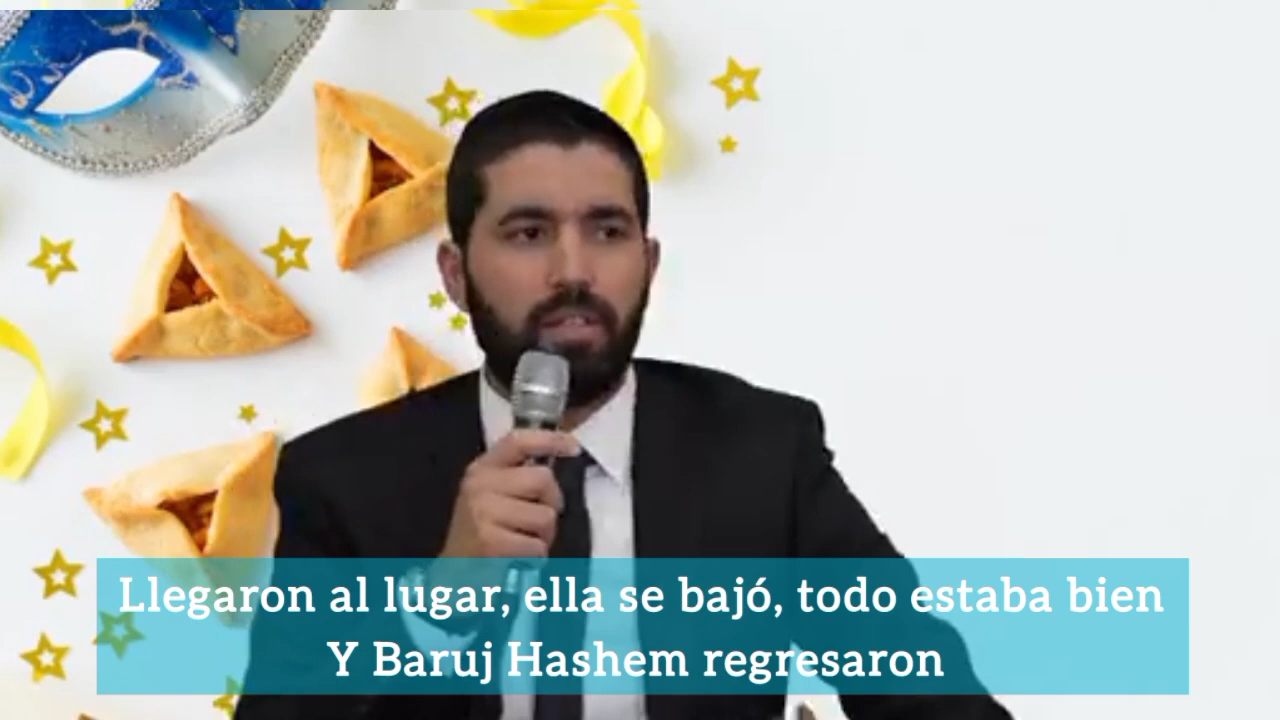 Llegaron al lugar, ella se bajó, todo estaba bien
Y Baruj Hashem regresaron